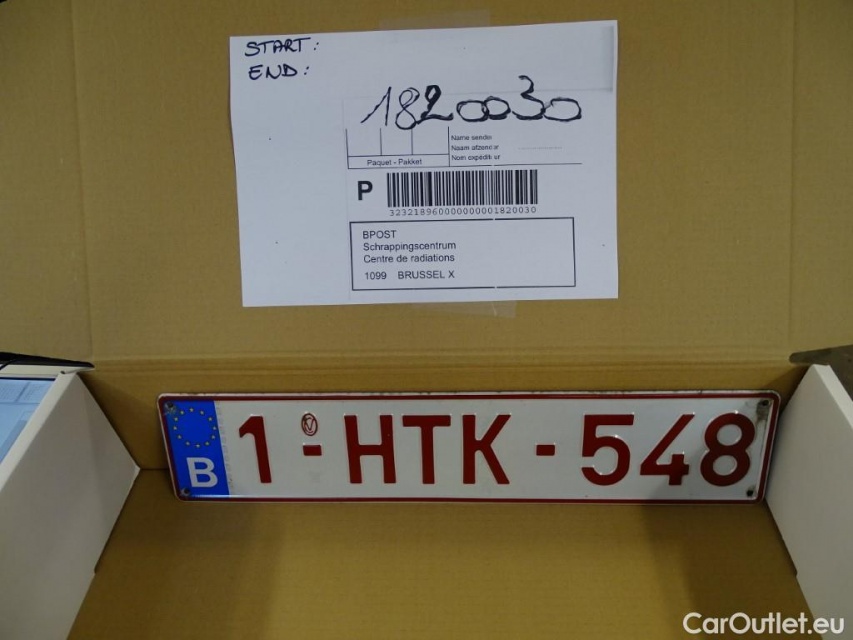 START:
END:
1820030
Name sender
Naam afzender
Nom expéditeur
Paquet - Pakket
P
323218960000000001820030
BPOST
Schrappingscentrum
Centre de radiations
1099 BRUSSEL X
B 1-HTK-548
CarOutlet.eu